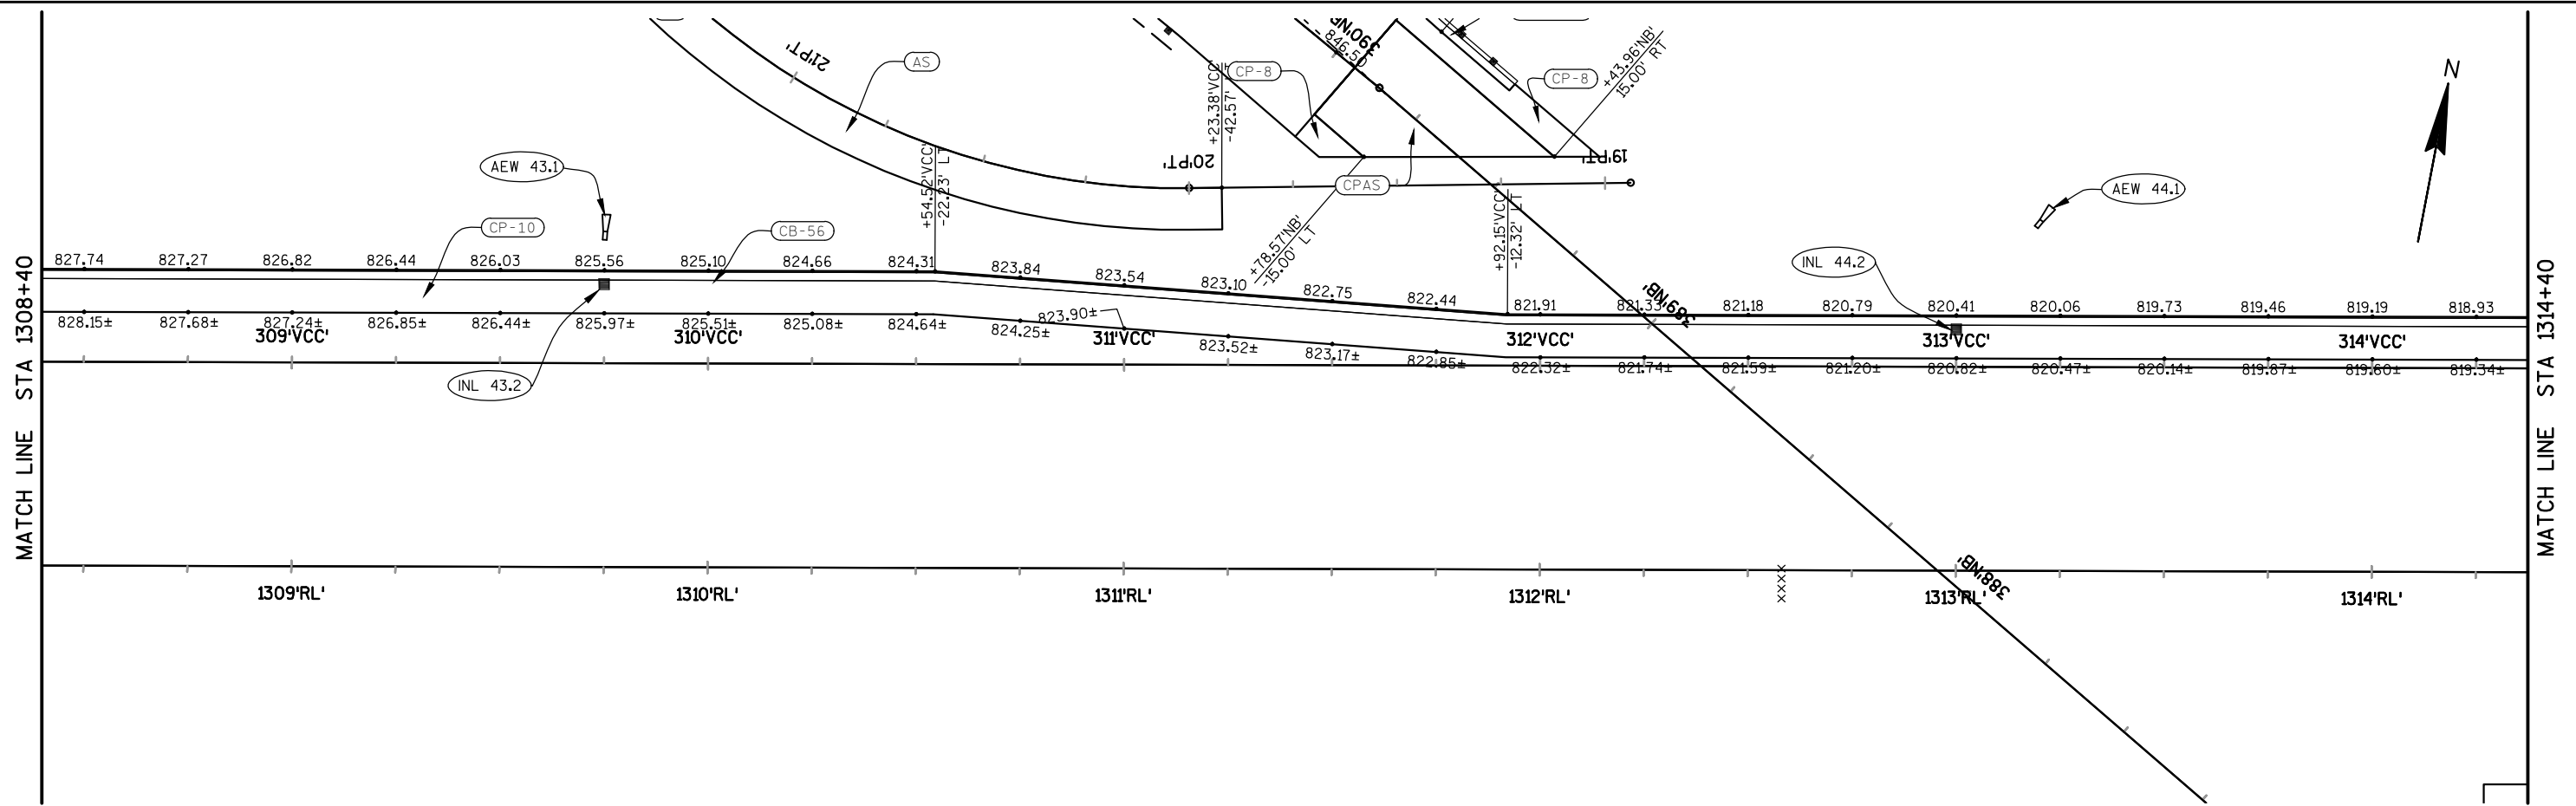 MATCH LINE STA 1308+40
MATCH LINE STA 1314+40
21'PT'
AS
20'PT'
19'PT'
+23.38'VCC'
-42.57'
CP-8
390'NB'
846.50
CP-8
+43.96'NB'
15.00' RT
N
AEW 43.1
CP-10
CB-56
+54.52'VCC'
-22.23' LT
CPAS
+78.57'NB'
-15.00' LT
+92.15'VCC'
-12.32' LT
AEW 44.1
INL 44.2
389'NB'
827.74 827.27 826.82 826.44 826.03 825.56 825.10 824.66 824.31 823.84 823.54 823.10 822.75 822.44 821.91 821.33 821.18 820.79 820.41 820.06 819.73 819.46 819.19 818.93
828.15± 827.68± 827.24± 826.85± 826.44± 825.97± 825.51± 825.08± 824.64± 824.25± 823.90± 823.52± 823.17± 822.85± 822.32± 821.74± 821.59± 821.20± 820.82± 820.47± 820.14± 819.87± 819.60± 819.34±
309'VCC' 310'VCC' 311'VCC' 312'VCC' 313'VCC' 314'VCC'
INL 43.2
388'NB'
1309'RL' 1310'RL' 1311'RL' 1312'RL' 1313'RL' 1314'RL'
XXXX